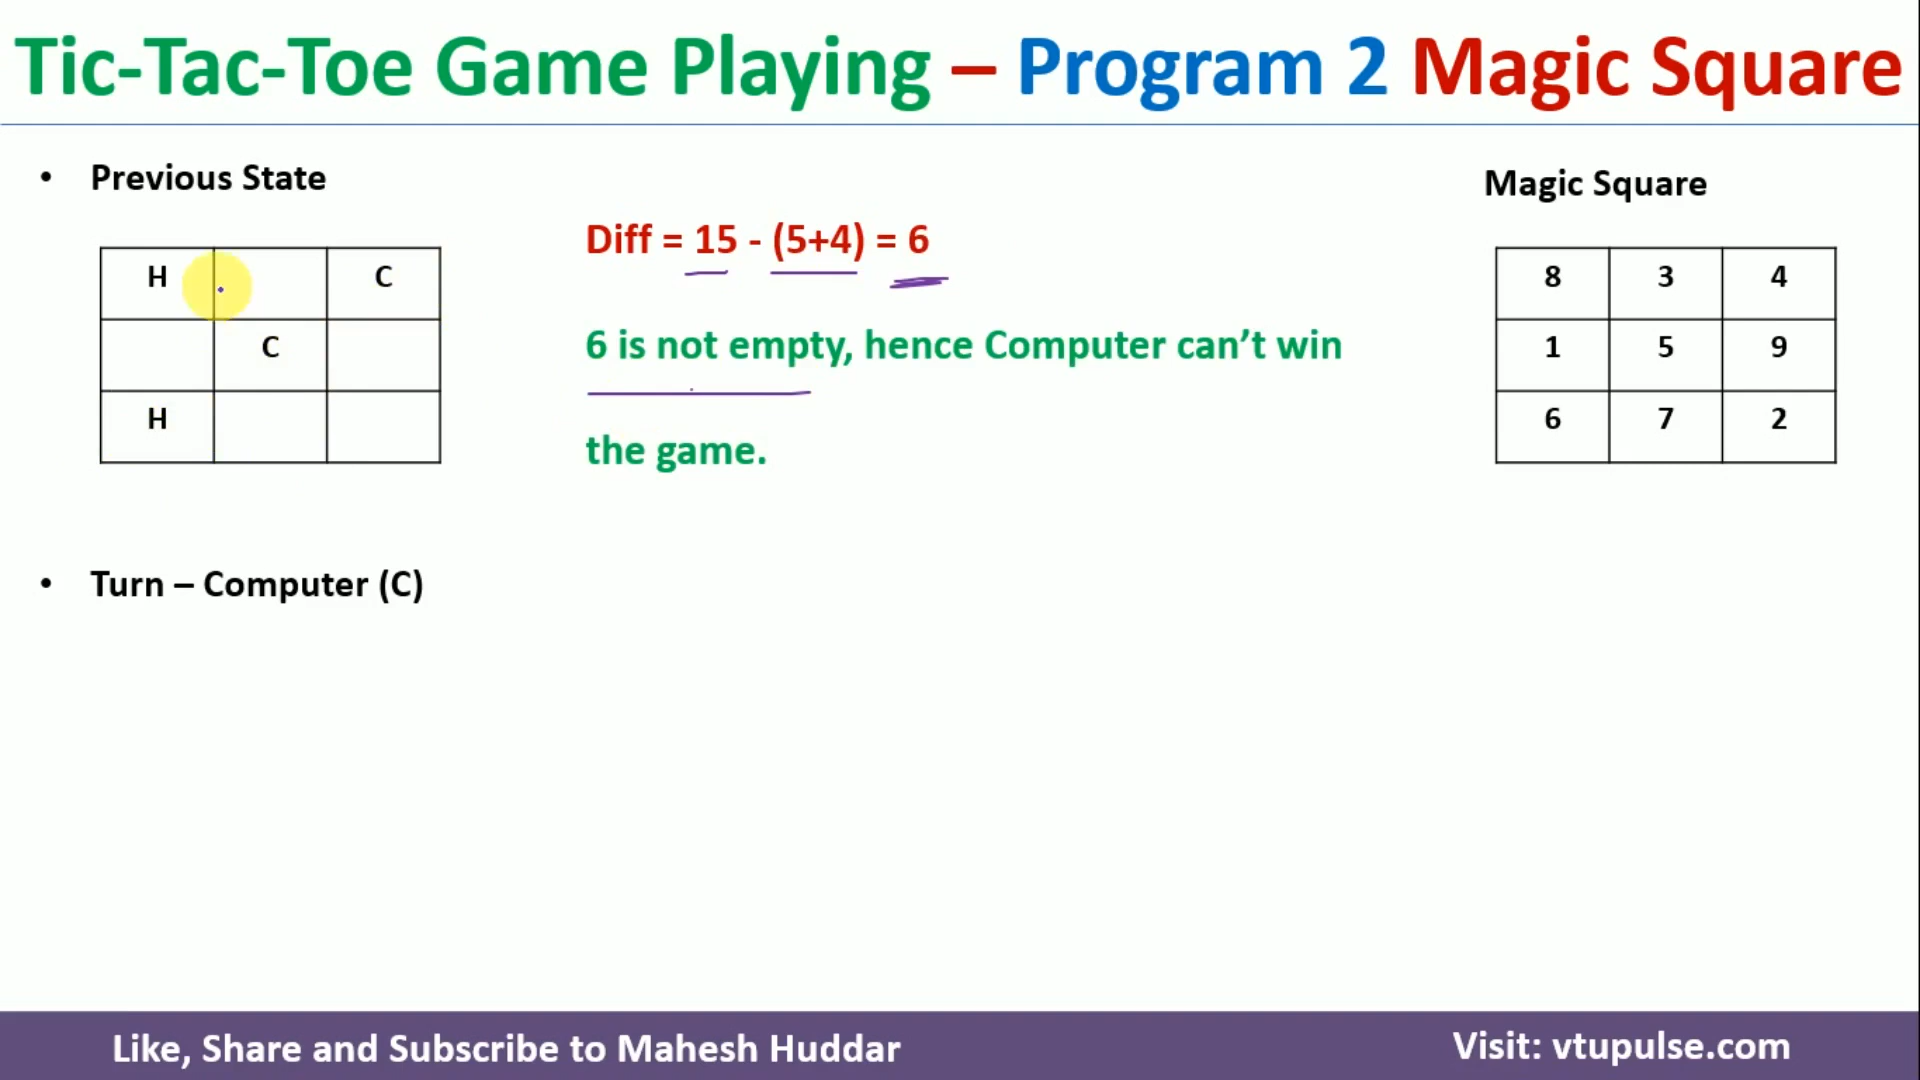 Tic-Tac-Toe Game Playing – Program 2 Magic Square
• Previous State
H C
C
H
Diff = 15 - (5+4) = 6
6 is not empty, hence Computer can’t win
the game.
Magic Square
8 3 4
1 5 9
6 7 2
• Turn – Computer (C)
Like, Share and Subscribe to Mahesh Huddar
Visit: vtupulse.com